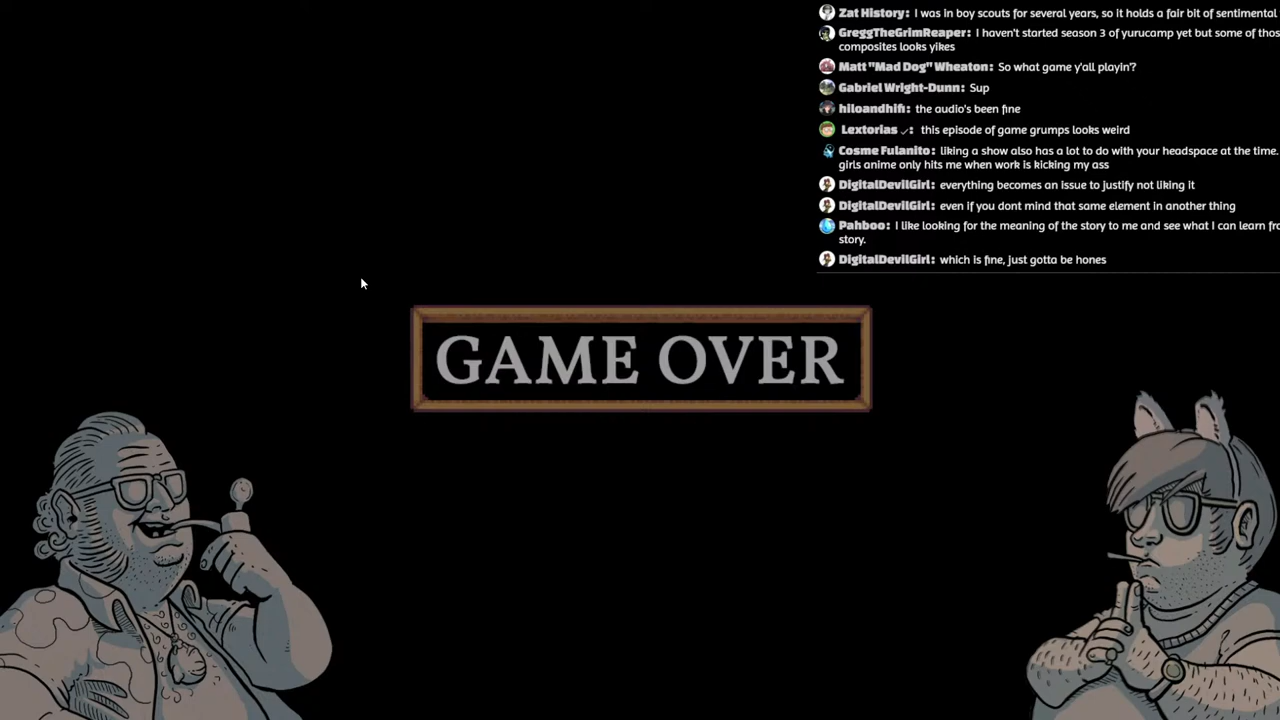 Zat History: I was in boy scouts for several years, so it holds a fair bit of sentimental
GreggTheGrimReaper: I haven't started season 3 of yurucamp yet but some of thos
composites looks yikes
Matt "Mad Dog" Wheaton: So what game y'all playin'?
Gabriel Wright-Dunn: Sup
hiloandhifi: the audio's been fine
Lextorias ✓: this episode of game grumps looks weird
Cosme Fulanito: liking a show also has a lot to do with your headspace at the time.
girls anime only hits me when work is kicking my ass
DigitalDevilGirl: everything becomes an issue to justify not liking it
DigitalDevilGirl: even if you dont mind that same element in another thing
Pahboo: I like looking for the meaning of the story to me and see what I can learn fro
story.
DigitalDevilGirl: which is fine, just gotta be hones
GAME OVER